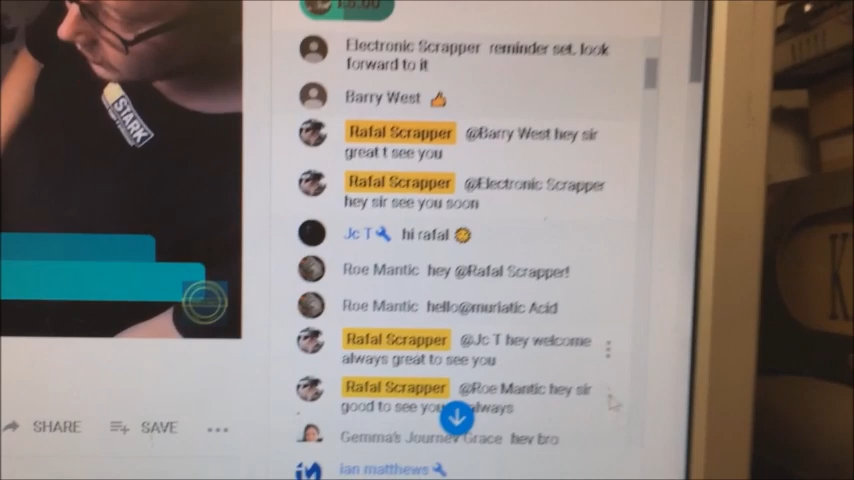 £5.00
Electronic Scrapper reminder set. look
forward to it
Barry West 👍
Rafal Scrapper @Barry West hey sir
great t see you
Rafal Scrapper @Electronic Scrapper
hey sir see you soon
Jc T hi rafal 🌞
Roe Mantic hey @Rafal Scrapper!
Roe Mantic hello@muriatic Acid
Rafal Scrapper @Jc T hey welcome
always great to see you
Rafal Scrapper @Roe Mantic hey sir
good to see you always
Gemma's Journey Grace hey bro
ian matthews
STARK
SHARE SAVE
K